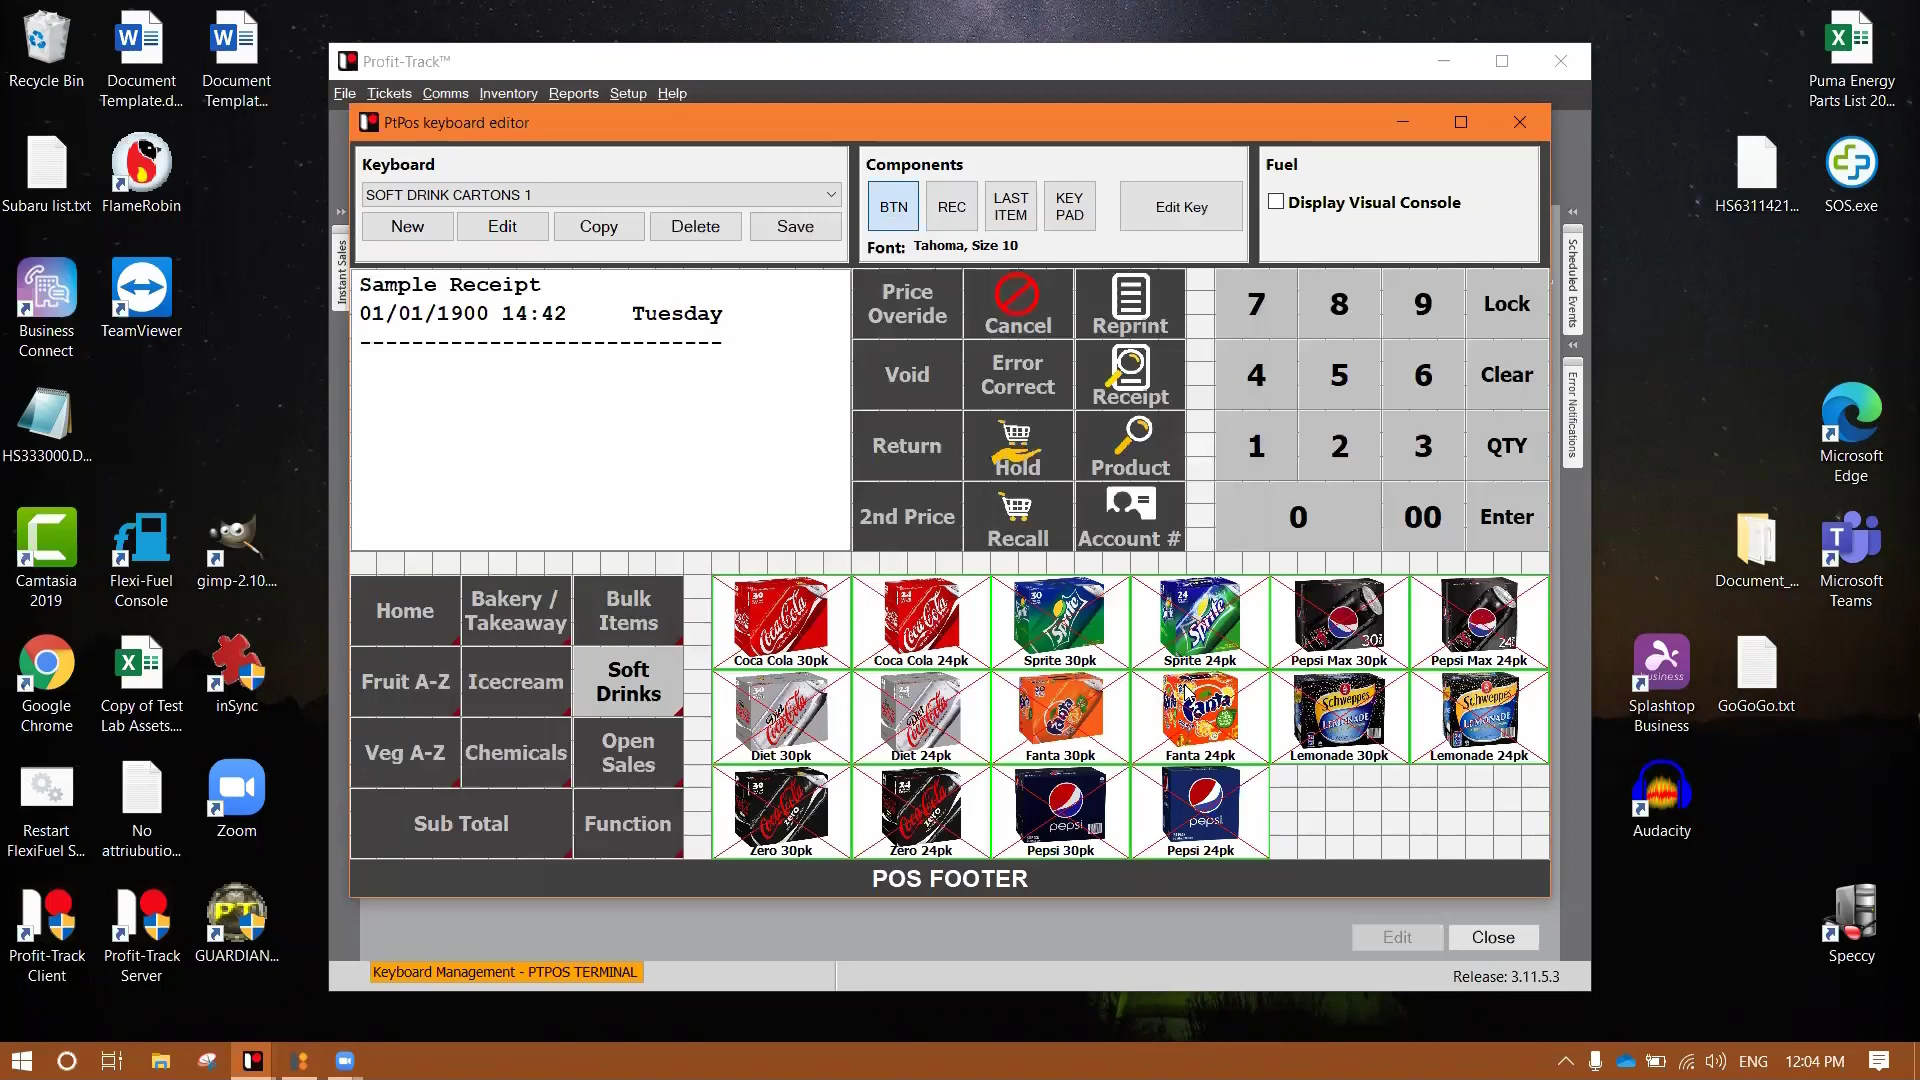 Recycle Bin
Document
Template.d...
Document
Templat...
Subaru list.txt
FlameRobin
Business
Connect
TeamViewer
HS333000.D...
Camtasia
2019
Flexi-Fuel
Console
gimp-2.10....
Google
Chrome
Copy of Test
Lab Assets....
inSync
Restart
FlexiFuel S...
No
attriubutio...
Zoom
Profit-Track
Client
Profit-Track
Server
GUARDIAN...
Profit-Track™
File Tickets Comms Inventory Reports Setup Help
PtPos keyboard editor
Keyboard
SOFT DRINK CARTONS 1
New Edit Copy Delete Save
Components
BTN
REC
LAST
ITEM
KEY
PAD
Edit Key
Font: Tahoma, Size 10
Fuel
Display Visual Console
Instant Sales
Scheduled Events
Error Notifications
Sample Receipt
01/01/1900 14:42 Tuesday
----------------------------
Price
Overide
Cancel
Reprint
Void
Error
Correct
Receipt
Return
Hold
Product
2nd Price
Recall
Account #
7 8 9 Lock
4 5 6 Clear
1 2 3 QTY
0 00 Enter
Home
Bakery /
Takeaway
Bulk
Items
Fruit A-Z
Icecream
Soft
Drinks
Veg A-Z
Chemicals
Open
Sales
Sub Total
Function
Coca Cola 30pk
Coca Cola 24pk
Sprite 30pk
Sprite 24pk
Pepsi Max 30pk
Pepsi Max 24pk
Diet 30pk
Diet 24pk
Fanta 30pk
Fanta 24pk
Lemonade 30pk
Lemonade 24pk
Zero 30pk
Zero 24pk
Pepsi 30pk
Pepsi 24pk
POS FOOTER
Edit Close
Keyboard Management - PTPOS TERMINAL
Release: 3.11.5.3
Puma Energy
Parts List 20...
HS6311421...
SOS.exe
Microsoft
Edge
Document_...
Microsoft
Teams
Splashtop
Business
GoGoGo.txt
Audacity
Speccy
ENG 12:04 PM